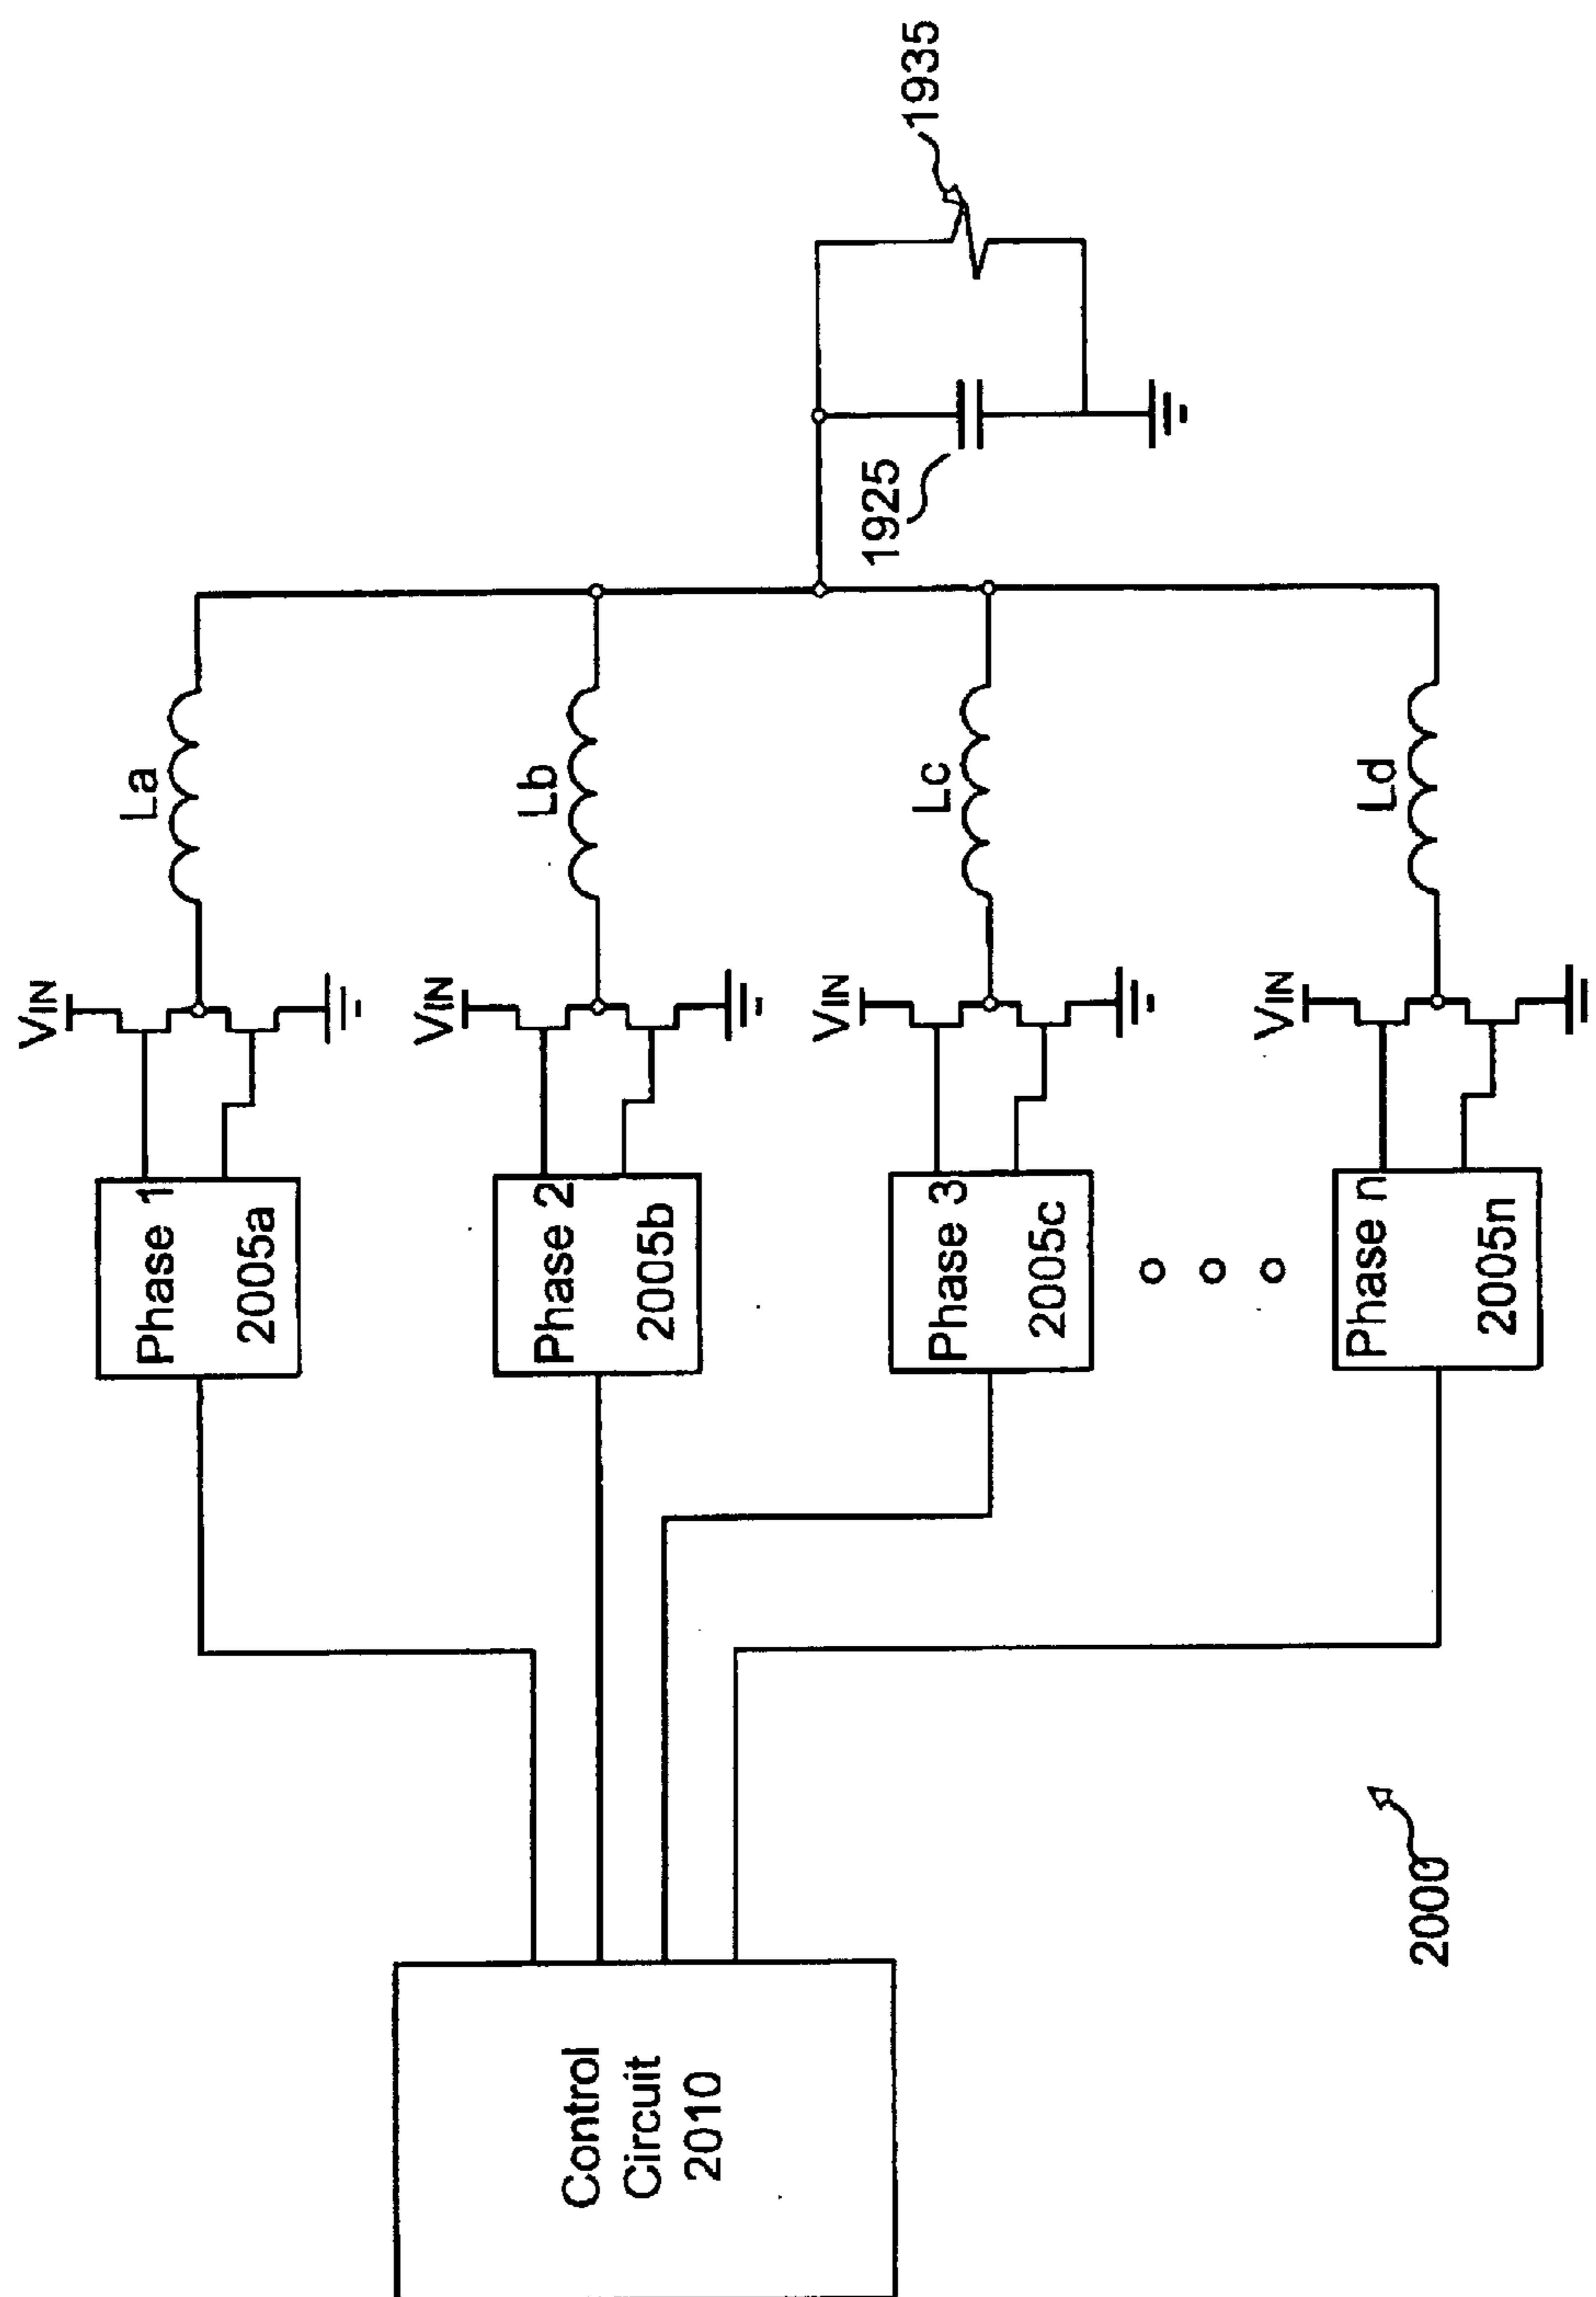 VIN
La
Phase 1
2005a
VIN
Lb
Phase 2
2005b
1925
1935
Control
Circuit
2010
VIN
Lc
Phase 3
2005c
VIN
Ld
Phase n
2005n
2000